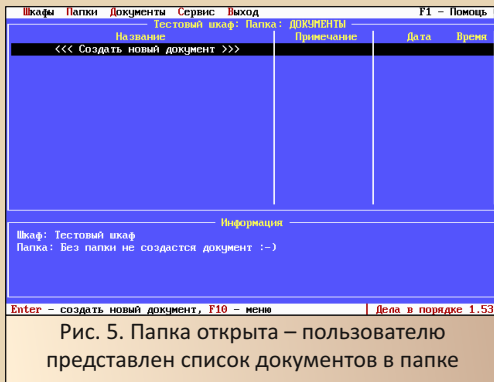 Шкафы Папки Документы Сервис Выход F1 – Помощь
Тестовый шкаф: Папка: ДОКУМЕНТЫ
Название Примечание Дата Время
<<< Создать новый документ >>>
Информация
Шкаф: Тестовый шкаф
Папка: Без папки не создастся документ :-)
Enter – создать новый документ, F10 – меню Дела в порядке 1.53
Рис. 5. Папка открыта – пользователю
представлен список документов в папке